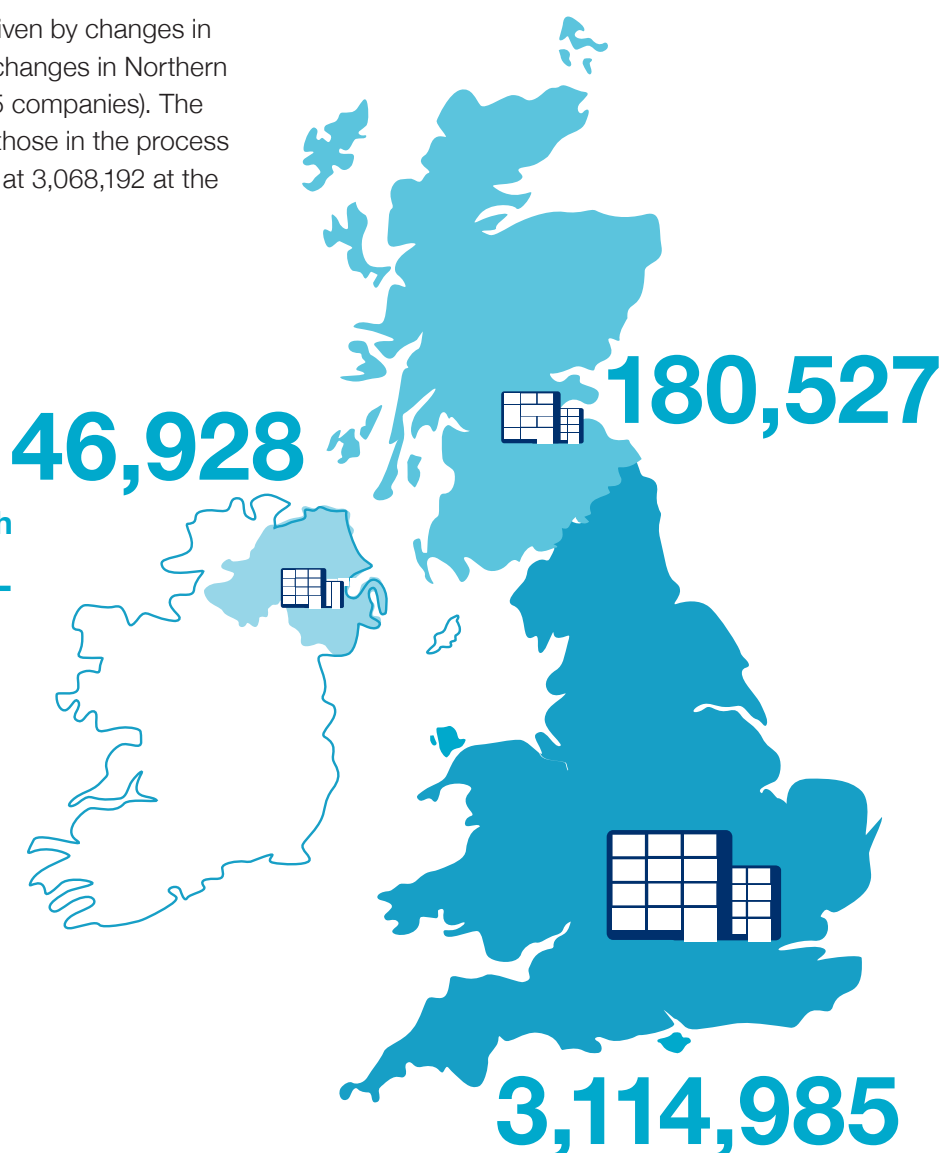 iven by changes in
changes in Northern
5 companies). The
those in the process
at 3,068,192 at the
180,527
46,928
h
3,114,985